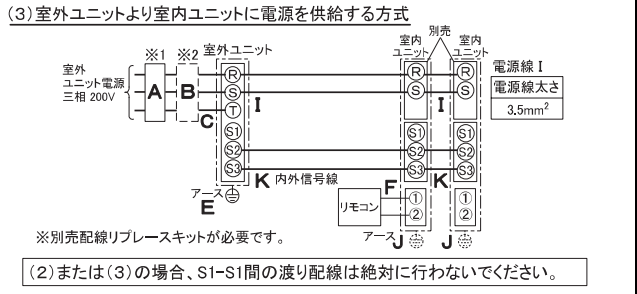 (3)室外ユニットより室内ユニットに電源を供給する方式
別売
※1 ※2 室外ユニット 室内ユニット 室内ユニット
室外
ユニット電源
三相 200V
A B C
R S T S1 S2 S3
I
R S S1 S2 S3
I
R S S1 S2 S3
電源線 I
電源線太さ
3.5mm²
K 内外信号線
K
アース
E
F
リモコン
① ②
① ②
アース J J
※別売配線リプレースキットが必要です。
(2)または(3)の場合、S1-S1間の渡り配線は絶対に行わないでください。